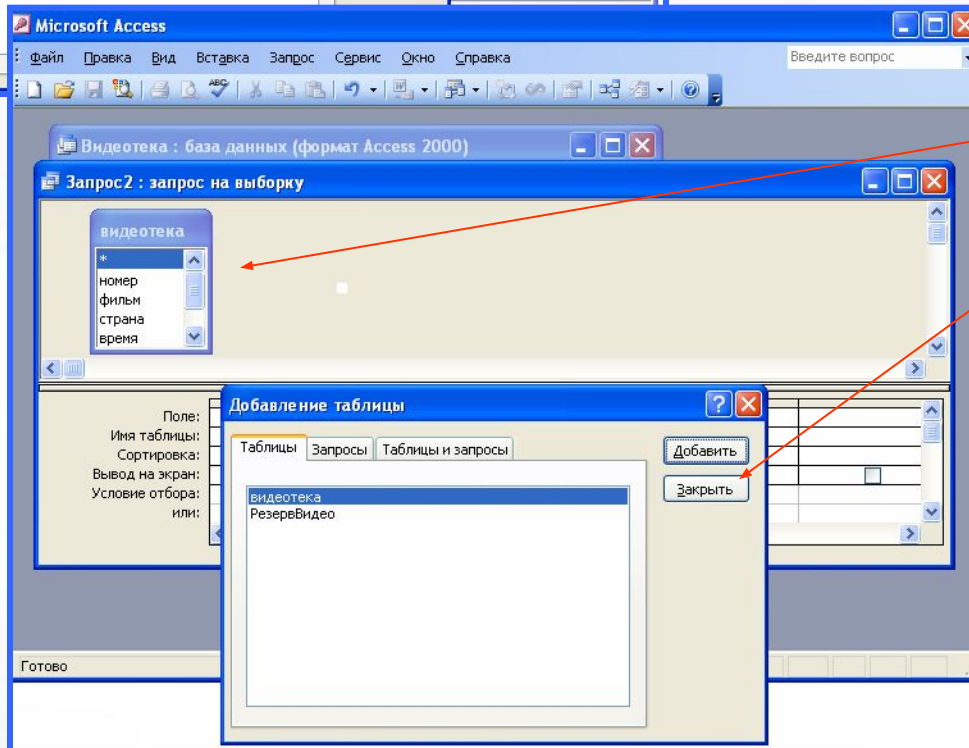 Microsoft Access
Файл Правка Вид Вставка Запрос Сервис Окно Справка
Введите вопрос
Видеотека : база данных (формат Access 2000)
Запрос2 : запрос на выборку
видеотека
*
номер
фильм
страна
время
Поле:
Имя таблицы:
Сортировка:
Вывод на экран:
Условие отбора:
или:
Добавление таблицы
Таблицы Запросы Таблицы и запросы
Добавить
Закрыть
видеотека
РезервВидео
Готово